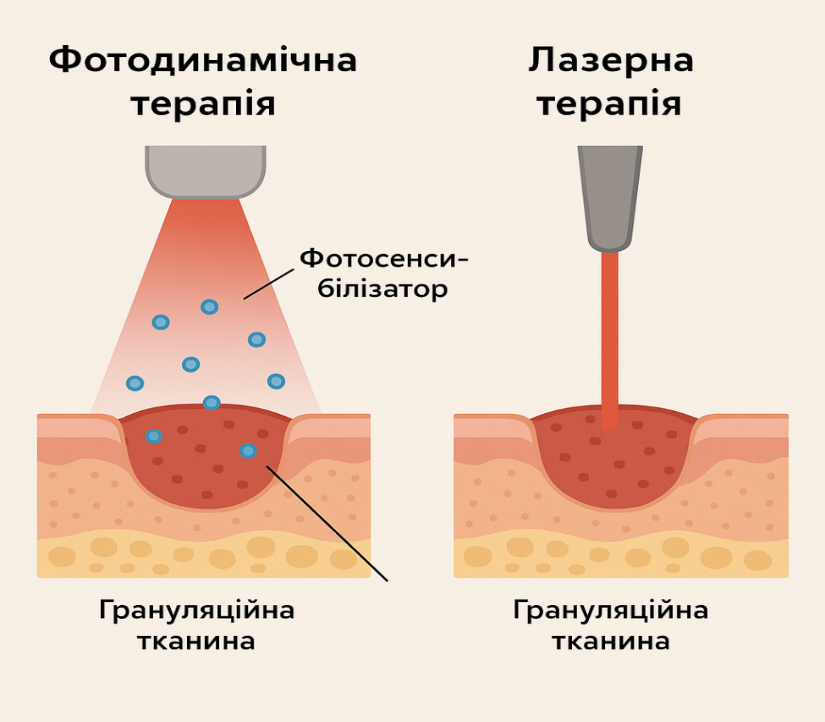 Фотодинамічна
терапія
Лазерна
терапія
Фотосенси-
білізатор
Грануляційна
тканина
Грануляційна
тканина